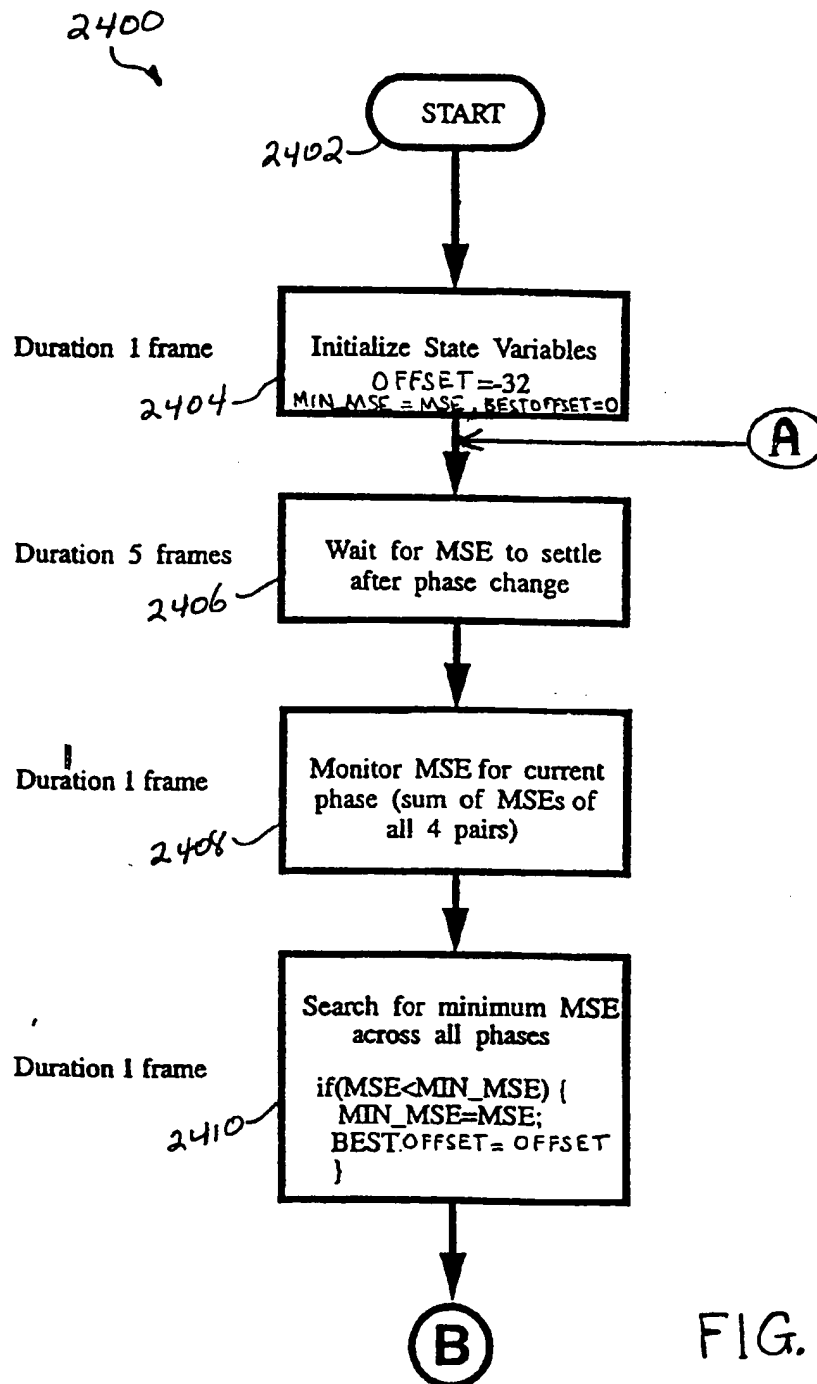 2400
START
2402
Duration 1 frame
Initialize State Variables
OFFSET=-32
MIN_MSE = MSE, BESTOFFSET=0
2404
A
Duration 5 frames
Wait for MSE to settle
after phase change
2406
Duration 1 frame
Monitor MSE for current
phase (sum of MSEs of
all 4 pairs)
2408
Search for minimum MSE
across all phases
Duration 1 frame
if(MSE<MIN_MSE) {
MIN_MSE=MSE;
BEST.OFFSET = OFFSET
}
2410
B
FIG.